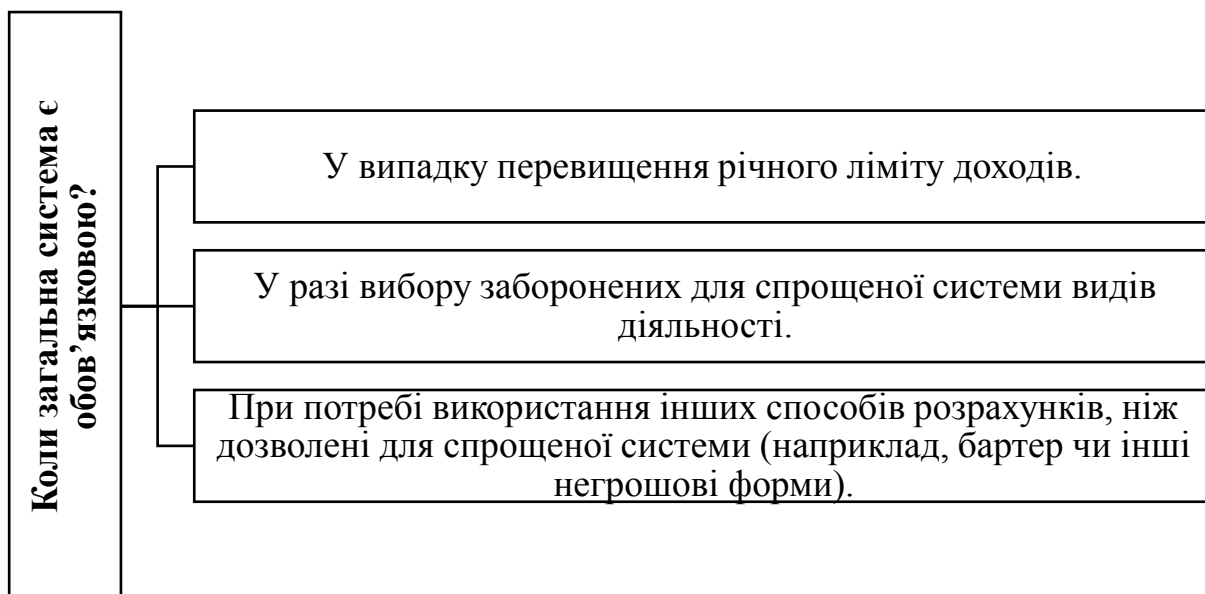 Коли загальна система є
обов’язковою?
У випадку перевищення річного ліміту доходів.
У разі вибору заборонених для спрощеної системи видів
діяльності.
При потребі використання інших способів розрахунків, ніж
дозволені для спрощеної системи (наприклад, бартер чи інші
негрошові форми).